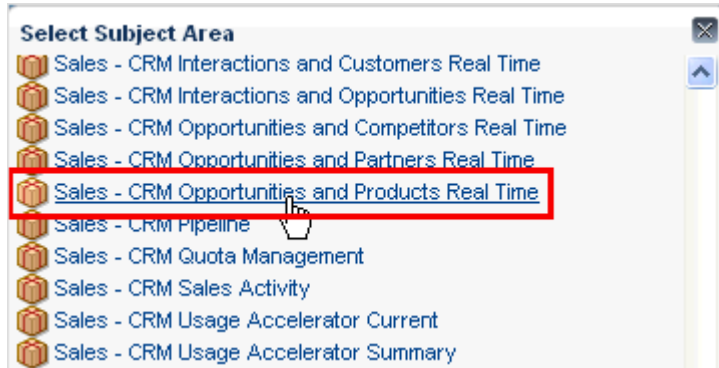 Select Subject Area
Sales - CRM Interactions and Customers Real Time
Sales - CRM Interactions and Opportunities Real Time
Sales - CRM Opportunities and Competitors Real Time
Sales - CRM Opportunities and Partners Real Time
Sales - CRM Opportunities and Products Real Time
Sales - CRM Pipeline
Sales - CRM Quota Management
Sales - CRM Sales Activity
Sales - CRM Usage Accelerator Current
Sales - CRM Usage Accelerator Summary